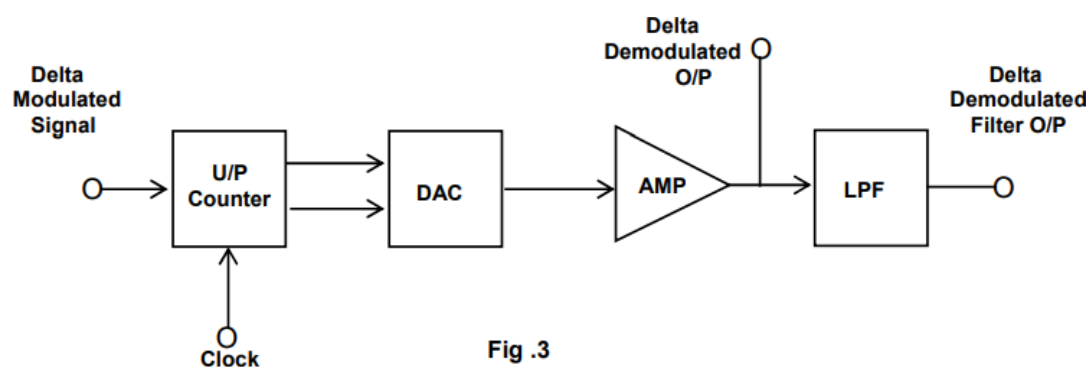 Delta
Modulated
Signal
U/P
Counter
Clock
DAC
AMP
Delta
Demodulated
O/P
LPF
Delta
Demodulated
Filter O/P
Fig .3